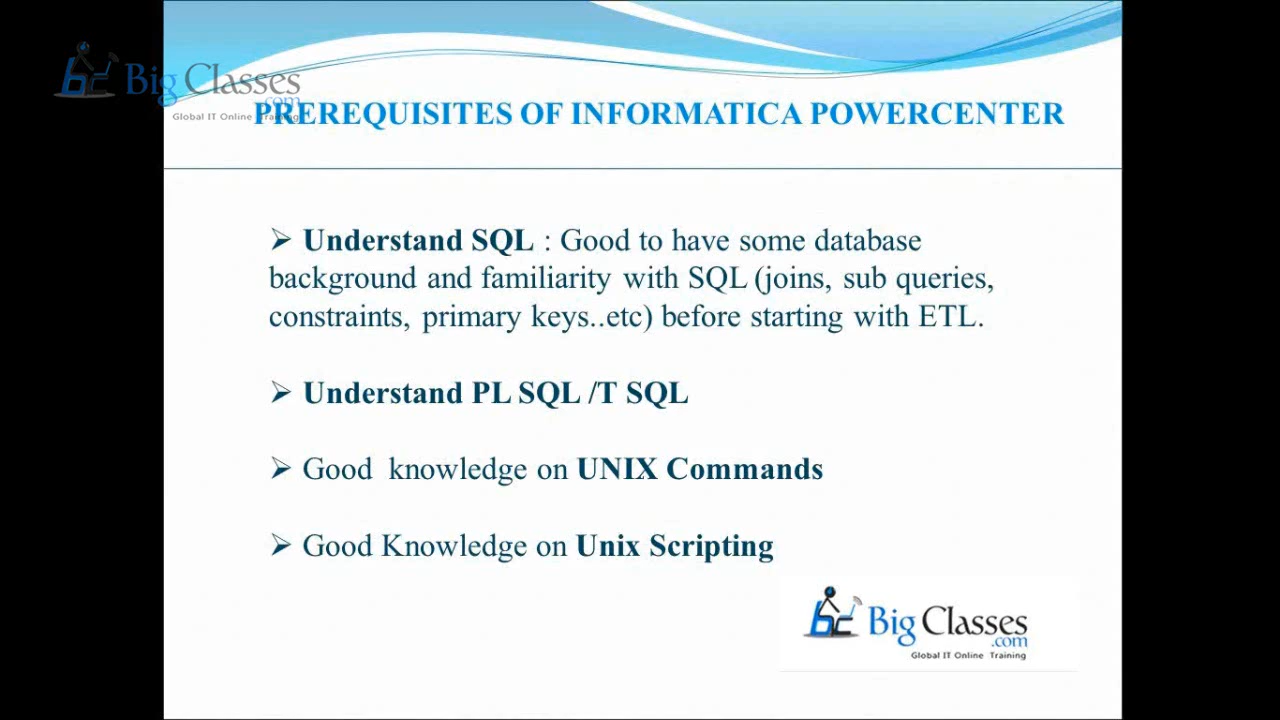 Big Classes
.com
Global IT Online Training
PREREQUISITES OF INFORMATICA POWERCENTER
➢ Understand SQL : Good to have some database
background and familiarity with SQL (joins, sub queries,
constraints, primary keys..etc) before starting with ETL.
➢ Understand PL SQL /T SQL
➢ Good knowledge on UNIX Commands
➢ Good Knowledge on Unix Scripting
Big Classes
.com
Global IT Online Training